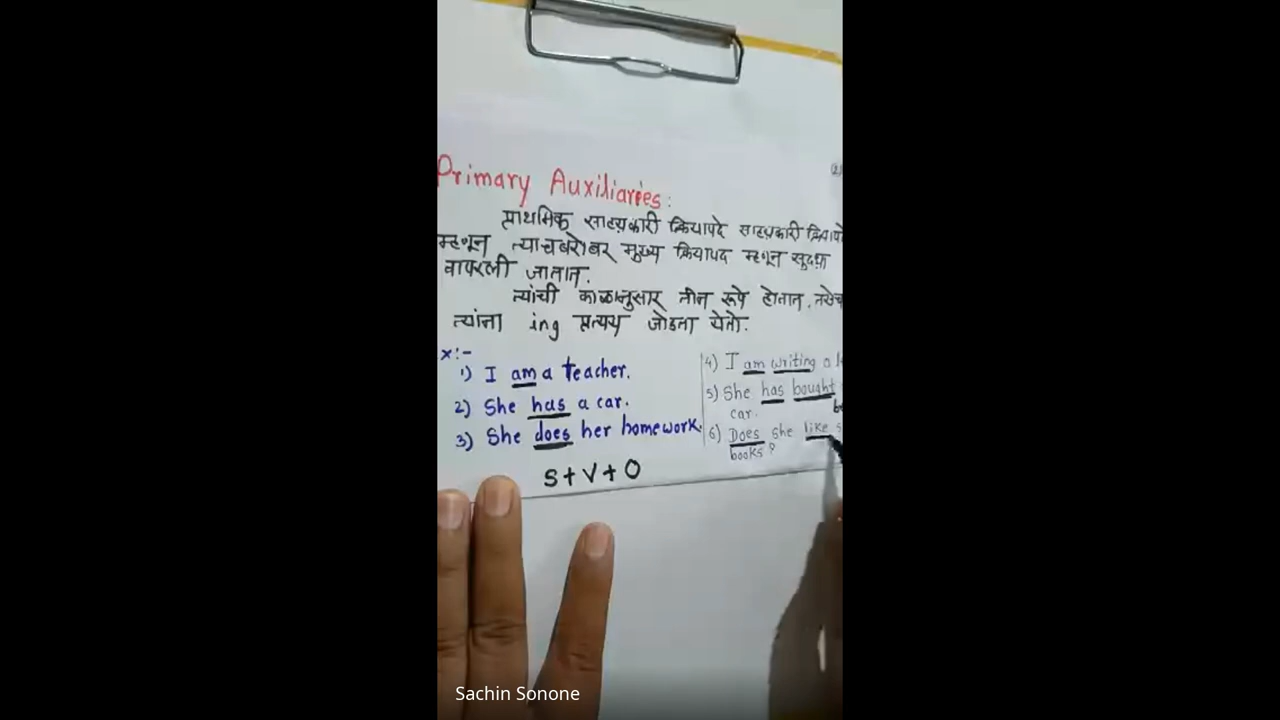 Primary Auxiliaries:
प्राथमिक साहाय्यकारी क्रियापदे साहाय्यकारी
म्हणून त्याचबरोबर मुख्य क्रियापद म्हणून सुद्धा
वापरली जातात.
त्यांची काळानुसार तीन रूपे होतात. तसेच
त्यांना ing प्रत्यय जोडता येतो.
x:-
1) I am a teacher.
2) She has a car.
3) She does her homework.
S+V+O
4) I am writing a
5) She has bought
car.
6) Does she like
books?
Sachin Sonone